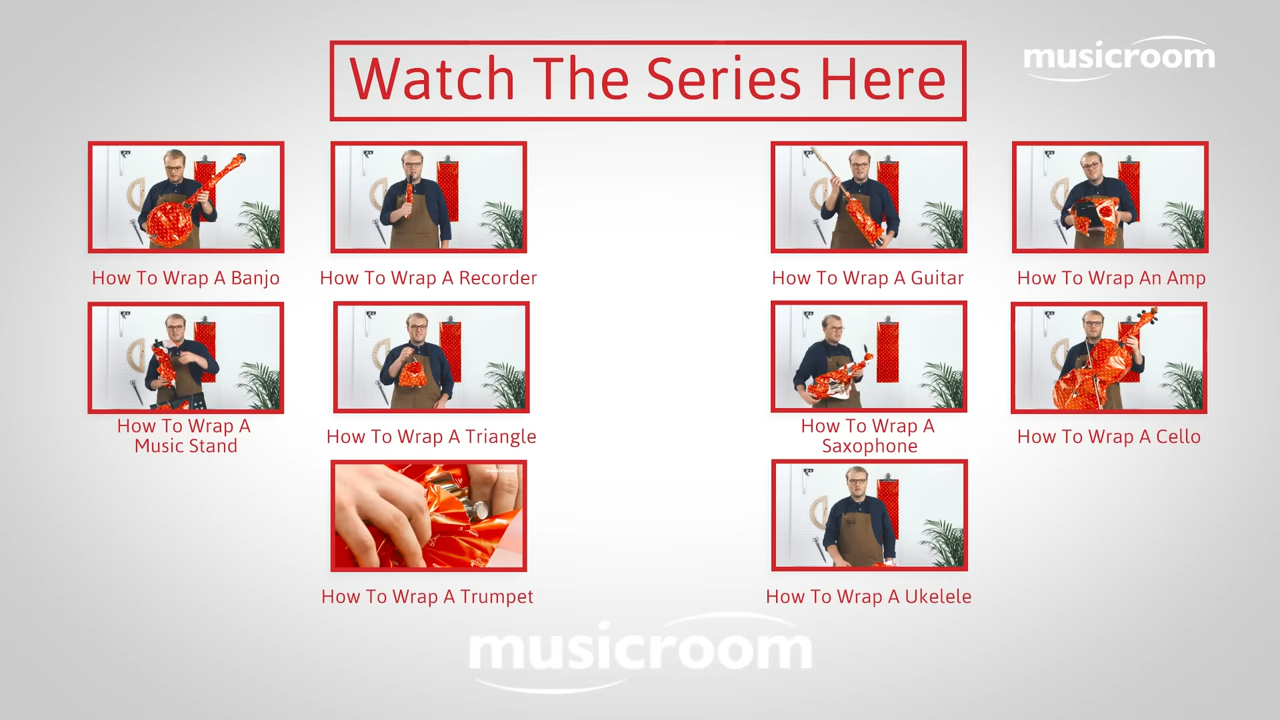 Watch The Series Here
musicroom
How To Wrap A Banjo
How To Wrap A Recorder
How To Wrap A Guitar
How To Wrap An Amp
How To Wrap A
Music Stand
How To Wrap A Triangle
How To Wrap A
Saxophone
How To Wrap A Cello
How To Wrap A Trumpet
How To Wrap A Ukelele
musicroom